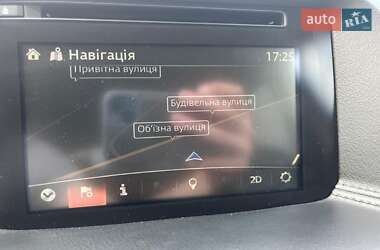 auto RIA
Навігація 17:25
Привітна вулиця
Будівельна вулиця
Об'їзна вулиця
2D